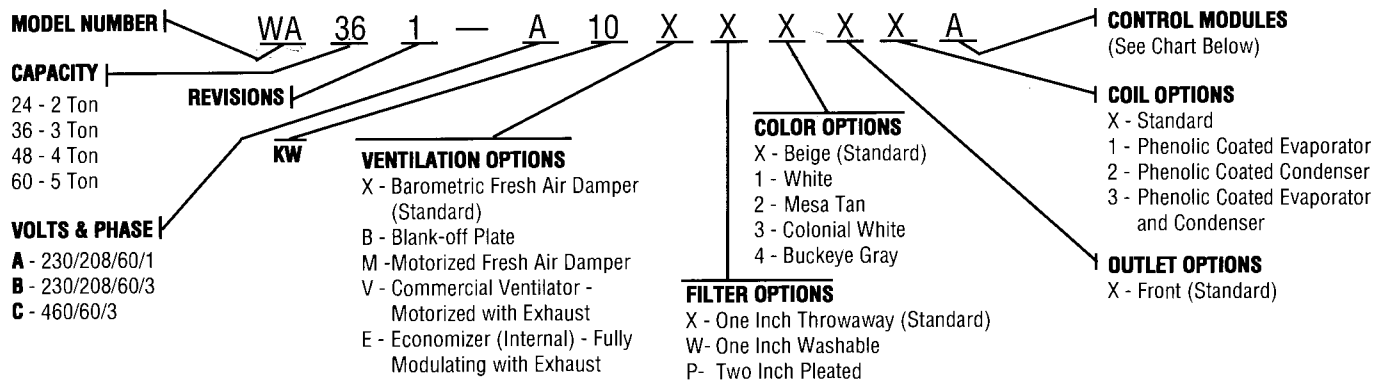 MODEL NUMBER
WA 36 1 — A 10 X X X X X A
CONTROL MODULES
(See Chart Below)
CAPACITY
24 - 2 Ton
36 - 3 Ton
48 - 4 Ton
60 - 5 Ton
REVISIONS
VOLTS & PHASE
A - 230/208/60/1
B - 230/208/60/3
C - 460/60/3
KW
VENTILATION OPTIONS
X - Barometric Fresh Air Damper
(Standard)
B - Blank-off Plate
M -Motorized Fresh Air Damper
V - Commercial Ventilator -
Motorized with Exhaust
E - Economizer (Internal) - Fully
Modulating with Exhaust
COLOR OPTIONS
X - Beige (Standard)
1 - White
2 - Mesa Tan
3 - Colonial White
4 - Buckeye Gray
FILTER OPTIONS
X - One Inch Throwaway (Standard)
W- One Inch Washable
P- Two Inch Pleated
COIL OPTIONS
X - Standard
1 - Phenolic Coated Evaporator
2 - Phenolic Coated Condenser
3 - Phenolic Coated Evaporator
and Condenser
OUTLET OPTIONS
X - Front (Standard)